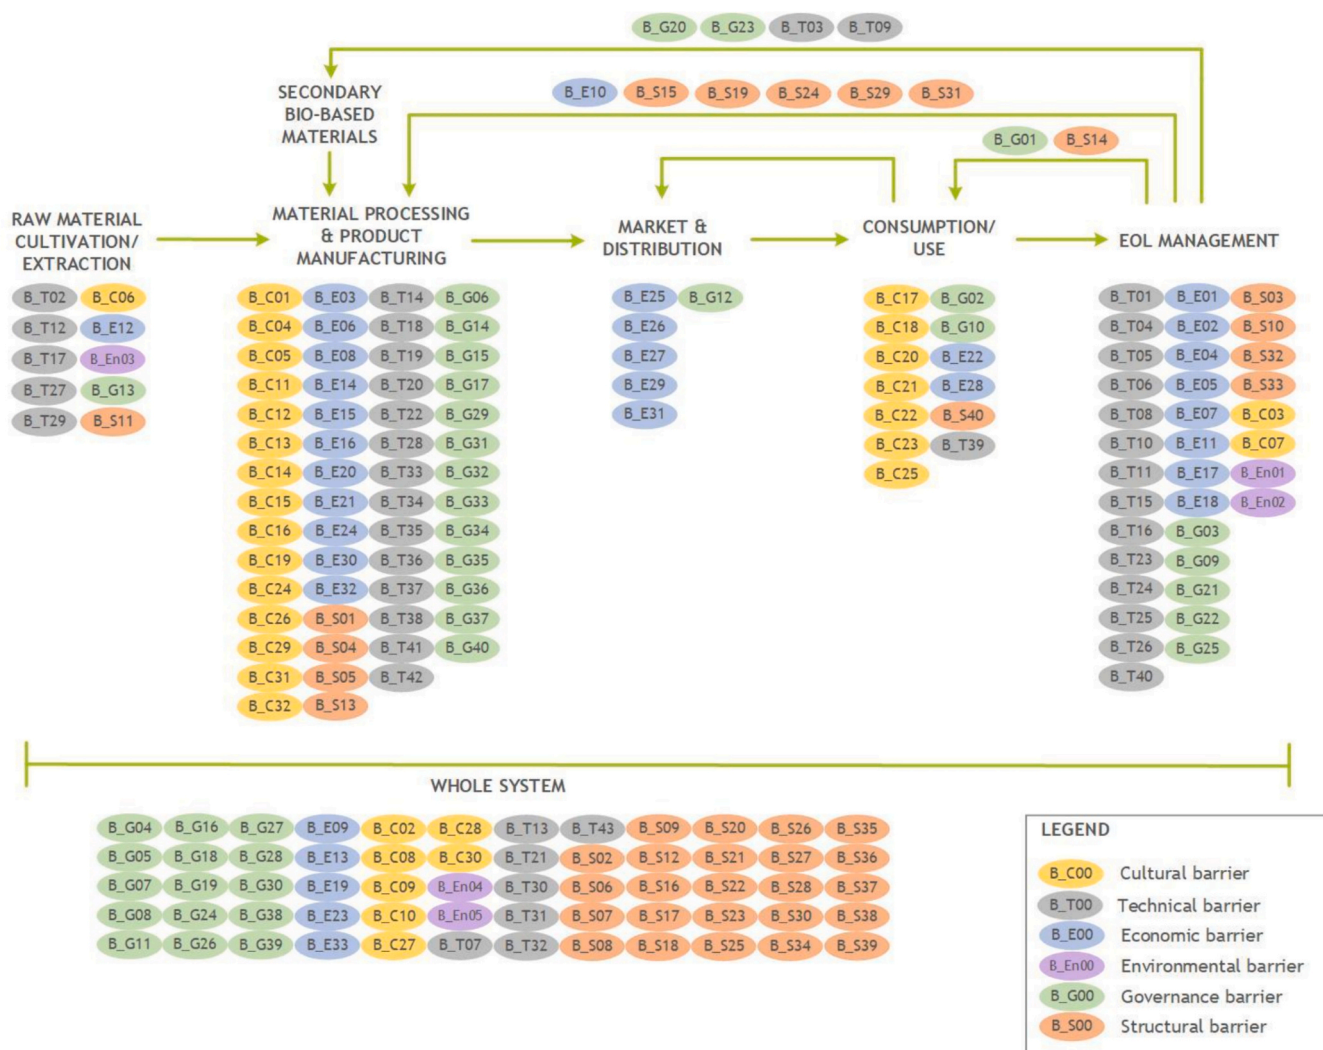 B_G20 B_G23 B_T03 B_T09
SECONDARY
BIO-BASED
MATERIALS
B_E10 B_S15 B_S19 B_S24 B_S29 B_S31
B_G01 B_S14
RAW MATERIAL
CULTIVATION/
EXTRACTION
MATERIAL PROCESSING
& PRODUCT
MANUFACTURING
MARKET &
DISTRIBUTION
CONSUMPTION/
USE
EOL MANAGEMENT
B_T02 B_C06
B_T12 B_E12
B_T17 B_En03
B_T27 B_G13
B_T29 B_S11
B_C01 B_E03 B_T14 B_G06
B_C04 B_E06 B_T18 B_G14
B_C05 B_E08 B_T19 B_G15
B_C11 B_E14 B_T20 B_G17
B_C12 B_E15 B_T22 B_G29
B_C13 B_E16 B_T28 B_G31
B_C14 B_E20 B_T33 B_G32
B_C15 B_E21 B_T34 B_G33
B_C16 B_E24 B_T35 B_G34
B_C19 B_E30 B_T36 B_G35
B_C24 B_E32 B_T37 B_G36
B_C26 B_S01 B_T38 B_G37
B_C29 B_S04 B_T41 B_G40
B_C31 B_S05 B_T42
B_C32 B_S13
B_E25 B_G12
B_E26
B_E27
B_E29
B_E31
B_C17 B_G02
B_C18 B_G10
B_C20 B_E22
B_C21 B_E28
B_C22 B_S40
B_C23 B_T39
B_C25
B_T01 B_E01 B_S03
B_T04 B_E02 B_S10
B_T05 B_E04 B_S32
B_T06 B_E05 B_S33
B_T08 B_E07 B_C03
B_T10 B_E11 B_C07
B_T11 B_E17 B_En01
B_T15 B_E18 B_En02
B_T16 B_G03
B_T23 B_G09
B_T24 B_G21
B_T25 B_G22
B_T26 B_G25
B_T40
WHOLE SYSTEM
B_G04 B_G16 B_G27 B_E09 B_C02 B_C28 B_T13 B_T43 B_S09 B_S20 B_S26 B_S35
B_G05 B_G18 B_G28 B_E13 B_C08 B_C30 B_T21 B_S02 B_S12 B_S21 B_S27 B_S36
B_G07 B_G19 B_G30 B_E19 B_C09 B_En04 B_T30 B_S06 B_S16 B_S22 B_S28 B_S37
B_G08 B_G24 B_G38 B_E23 B_C10 B_En05 B_T31 B_S07 B_S17 B_S23 B_S30 B_S38
B_G11 B_G26 B_G39 B_E33 B_C27 B_T07 B_T32 B_S08 B_S18 B_S25 B_S34 B_S39
LEGEND
B_C00 Cultural barrier
B_T00 Technical barrier
B_E00 Economic barrier
B_En00 Environmental barrier
B_G00 Governance barrier
B_S00 Structural barrier